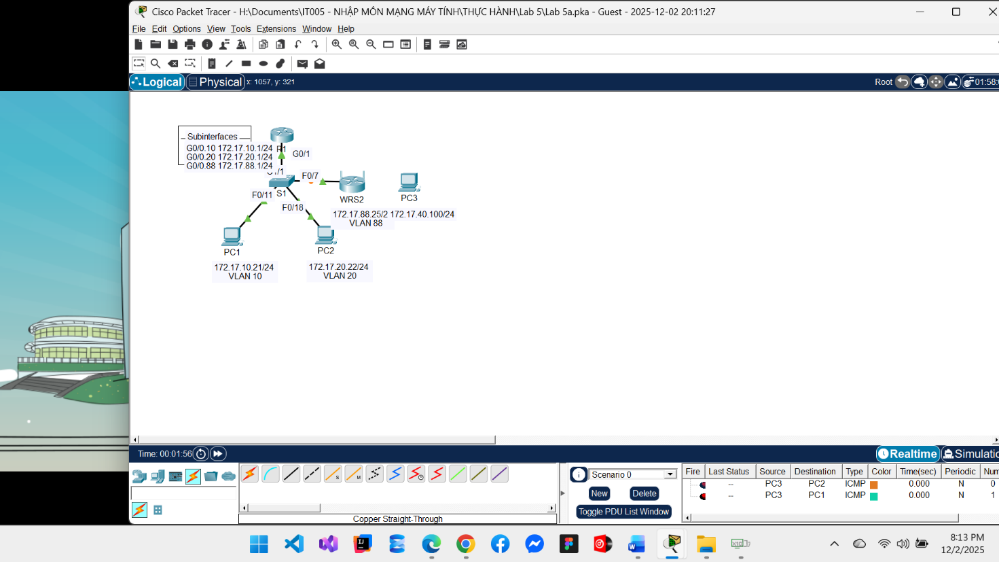 Cisco Packet Tracer - H:\Documents\IT005 - NHẬP MÔN MẠNG MÁY TÍNH\THỰC HÀNH\Lab 5\Lab 5a.pka - Guest - 2025-12-02 20:11:27
File Edit Options View Tools Extensions Window Help
Logical Physical x: 1057, y: 321 Root 01:58:
Subinterfaces
G0/0.10 172.17.10.1/24
G0/0.20 172.17.20.1/24
G0/0.88 172.17.88.1/24
R1
G0/1
F0/7
S1
F0/11
F0/18
WRS2
172.17.88.25/2
VLAN 88
PC3
172.17.40.100/24
PC1
172.17.10.21/24
VLAN 10
PC2
172.17.20.22/24
VLAN 20
Time: 00:01:56 Realtime Simulatio
S M
Scenario 0
New Delete
Toggle PDU List Window
Copper Straight-Through
Fire Last Status Source Destination Type Color Time(sec) Periodic Num
-- PC3 PC2 ICMP 0.000 N 0
-- PC3 PC1 ICMP 0.000 N 1
8:13 PM
12/2/2025